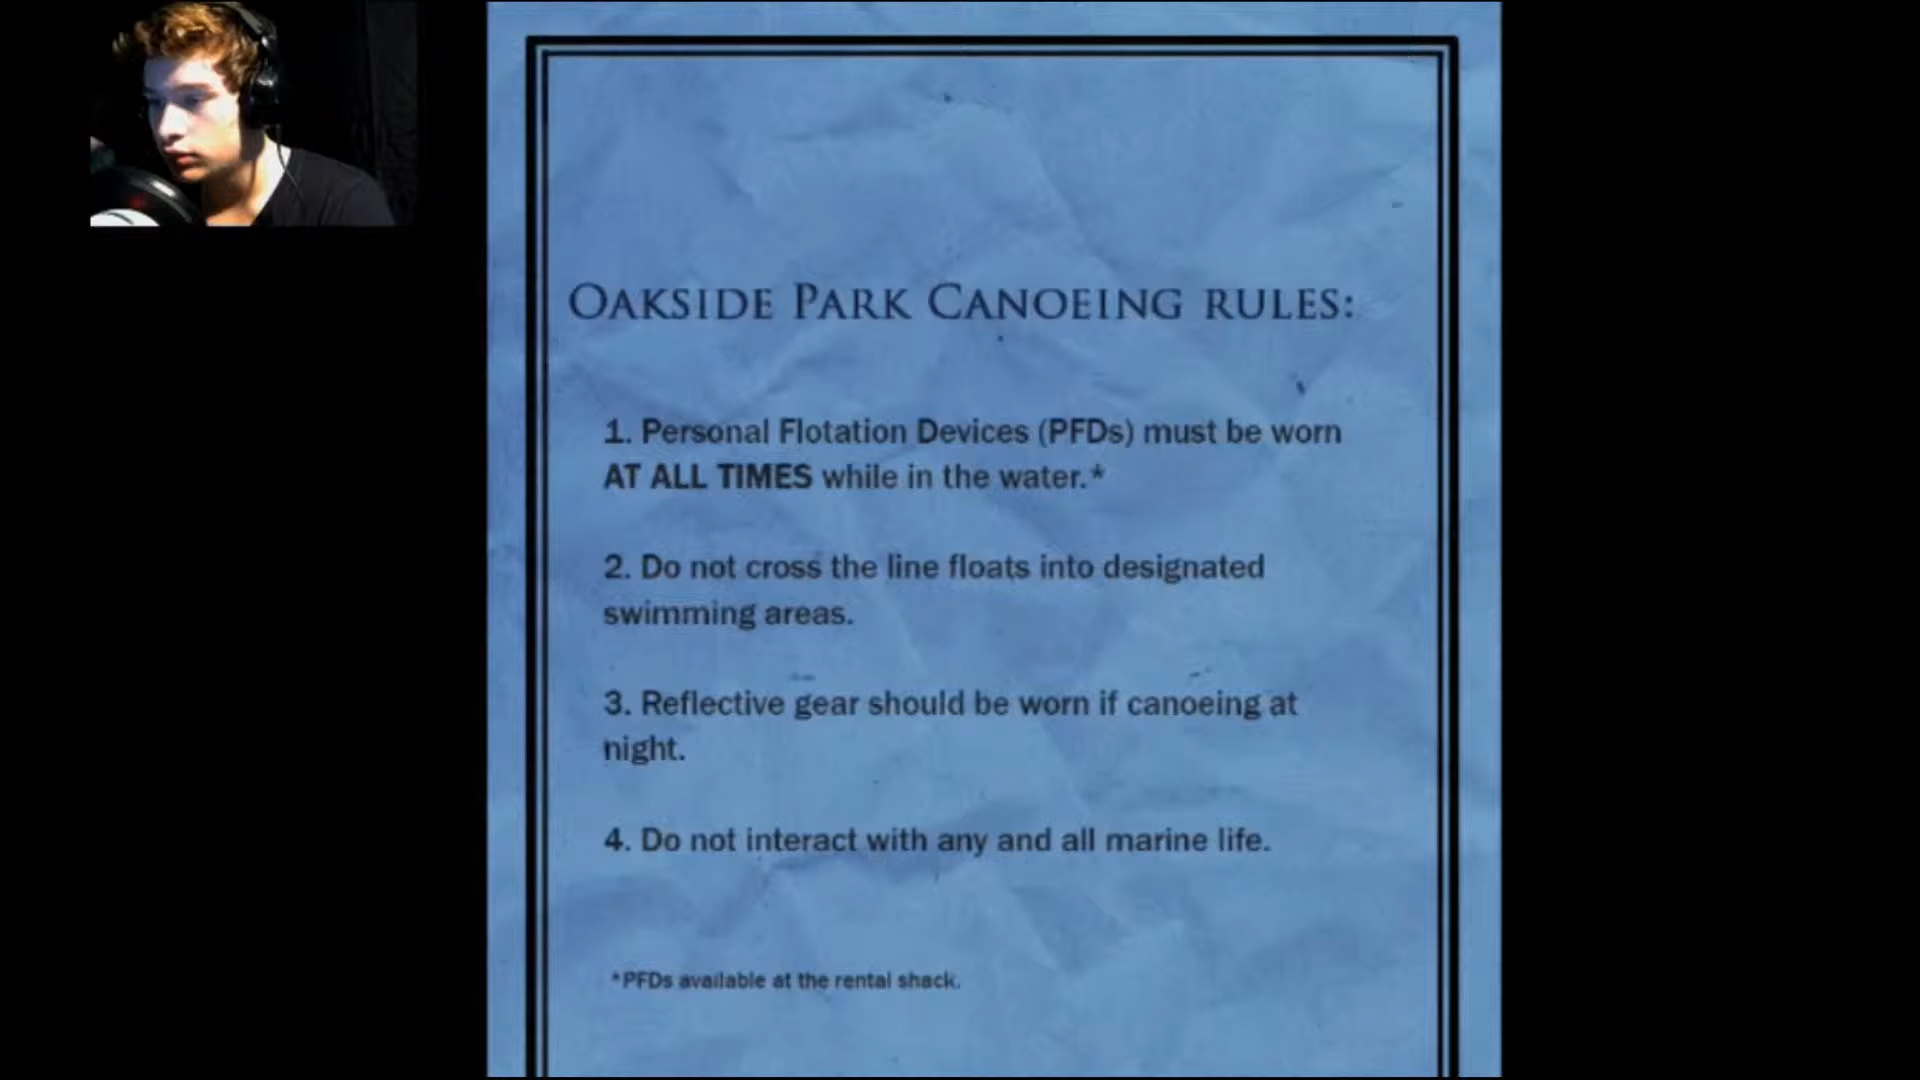 OAKSIDE PARK CANOEING RULES:
1. Personal Flotation Devices (PFDs) must be worn
AT ALL TIMES while in the water.*
2. Do not cross the line floats into designated
swimming areas.
3. Reflective gear should be worn if canoeing at
night.
4. Do not interact with any and all marine life.
*PFDs available at the rental shack.